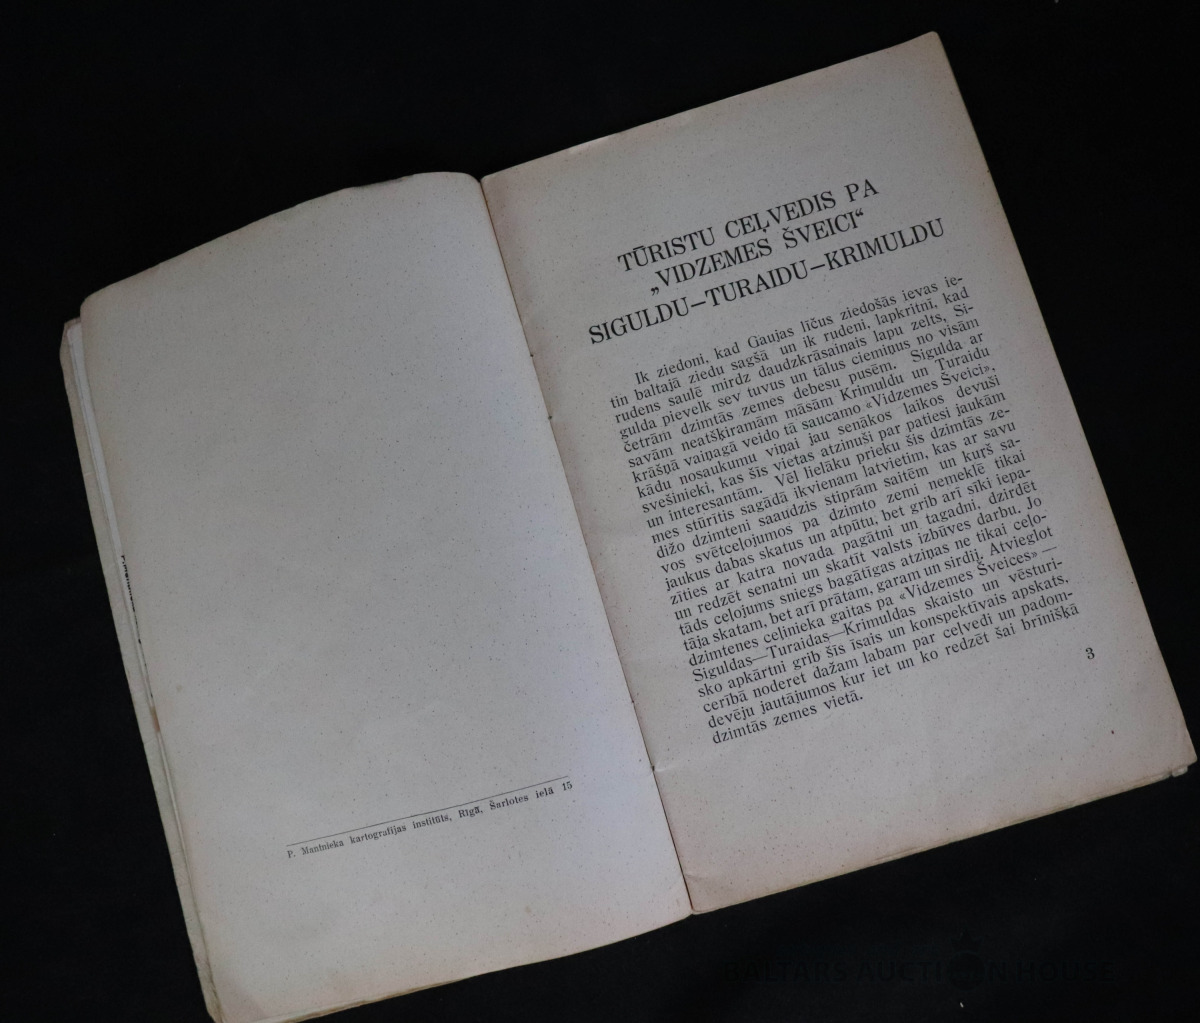 P. Mantnieka kartografijas institūts, Rīgā, Šarlotes ielā 15
TŪRISTU CEĻVEDIS PA
„VIDZEMES ŠVEICI“
SIGULDU—TURAIDU—KRIMULDU
Ik ziedoni, kad Gaujas līčus ziedošās ievas ie-
tin baltajā ziedu sagšā un ik rudeni, lapkritnī, kad
rudens saulē mirdz daudzkrāsainais lapu zelts, Si-
gulda pievelk sev tuvus un tālus ciemiņus no visām
četrām dzimtās zemes debesu pusēm. Sigulda ar
savām neatšķiramām māsām Krimuldu un Turaidu
krāšņā vaiņagā veido tā saucamo «Vidzemes Šveici»,
kādu nosaukumu viņai jau senākos laikos devuši
svešinieki, kas šīs vietas atzinuši par patiesi jaukām
un interesantām. Vēl lielāku prieku šis dzimtās ze-
mes stūrītis sagādā ikvienam latvietim, kas ar savu
dižo dzimteni saaudzis stiprām saitēm un kurš sa-
vos svētceļojumos pa dzimto zemi nemeklē tikai
jaukus dabas skatus un atpūtu, bet grib arī sīki iepa-
zīties ar katra novada pagātni un tagadni, dzirdēt
un redzēt senatni un skatīt valsts izbūves darbu. Jo
tāds ceļojums sniegs bagātīgas atziņas ne tikai ceļo-
tāja skatam, bet arī prātam, garam un sirdij. Atvieglot
dzimtenes ceļinieka gaitas pa «Vidzemes Šveices» —
Siguldas—Turaidas—Krimuldas skaisto un vēsturi-
sko apkārtni grib šis īsais un konspektīvais apskats,
cerībā noderet dažam labam par ceļvedi un padom-
devēju jautājumos kur iet un ko redzēt šai brīnišķā
dzimtās zemes vietā.
3
BALTARS AUCTION HOUSE